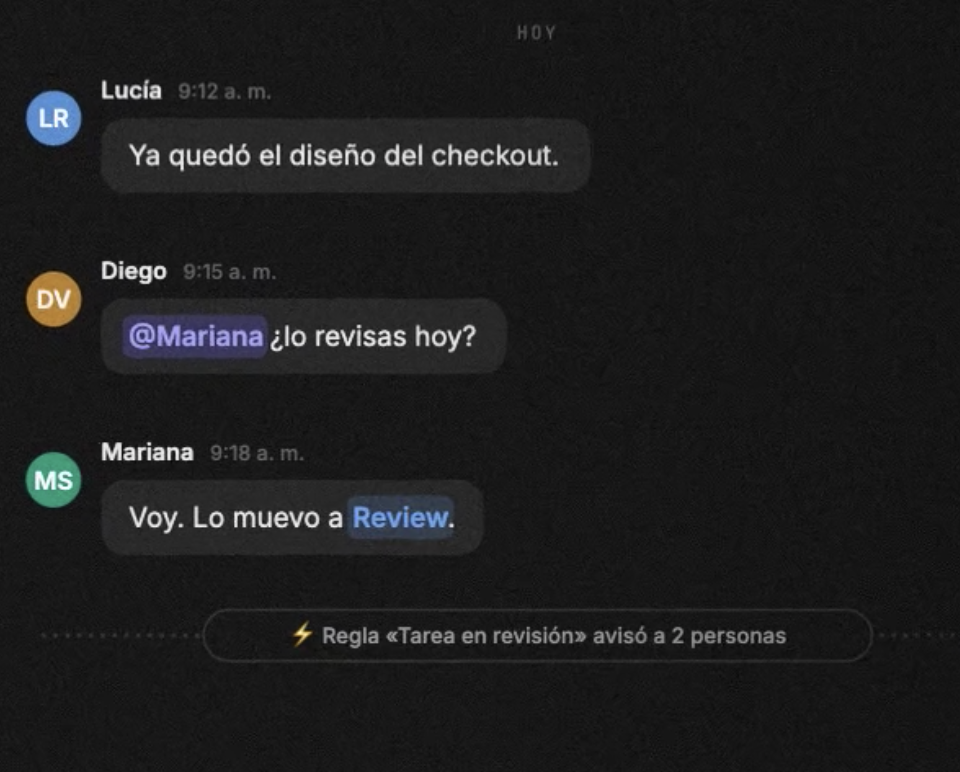 HOY
Lucía 9:12 a. m.
LR
Ya quedó el diseño del checkout.
Diego 9:15 a. m.
DV
@Mariana ¿lo revisas hoy?
Mariana 9:18 a. m.
MS
Voy. Lo muevo a Review.
⚡ Regla «Tarea en revisión» avisó a 2 personas